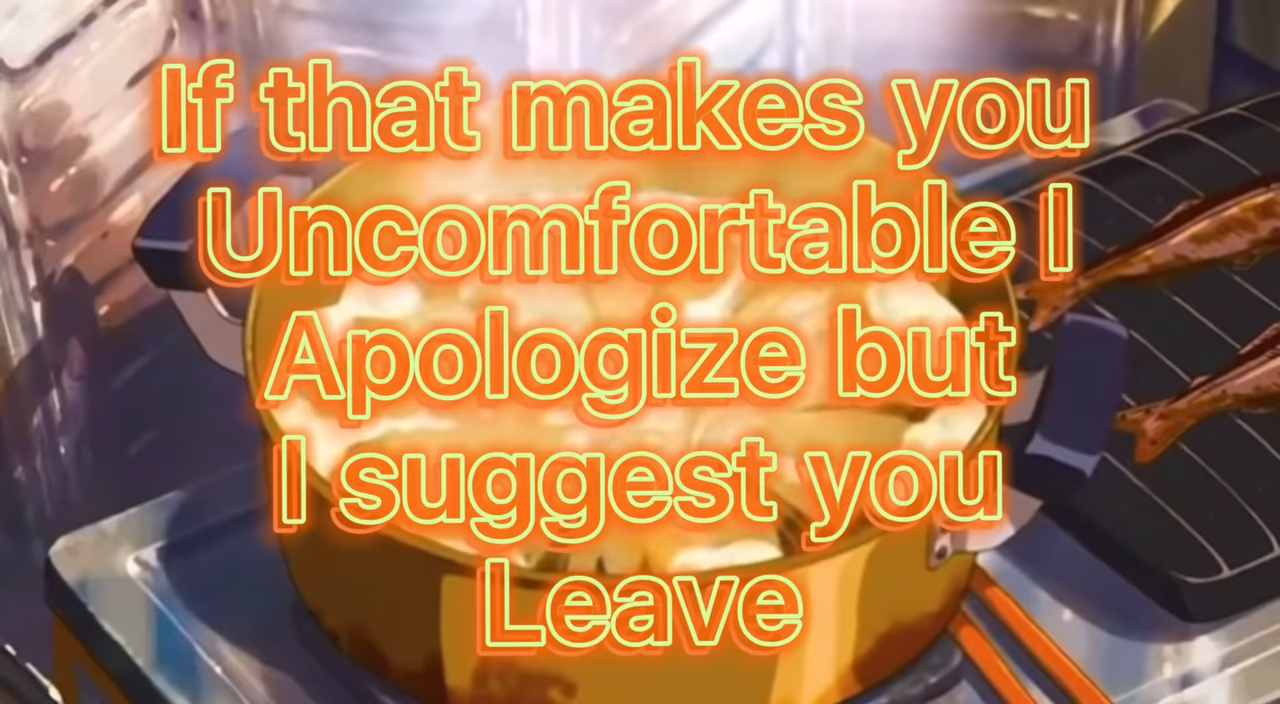 If that makes you
Uncomfortable I
Apologize but
I suggest you
Leave